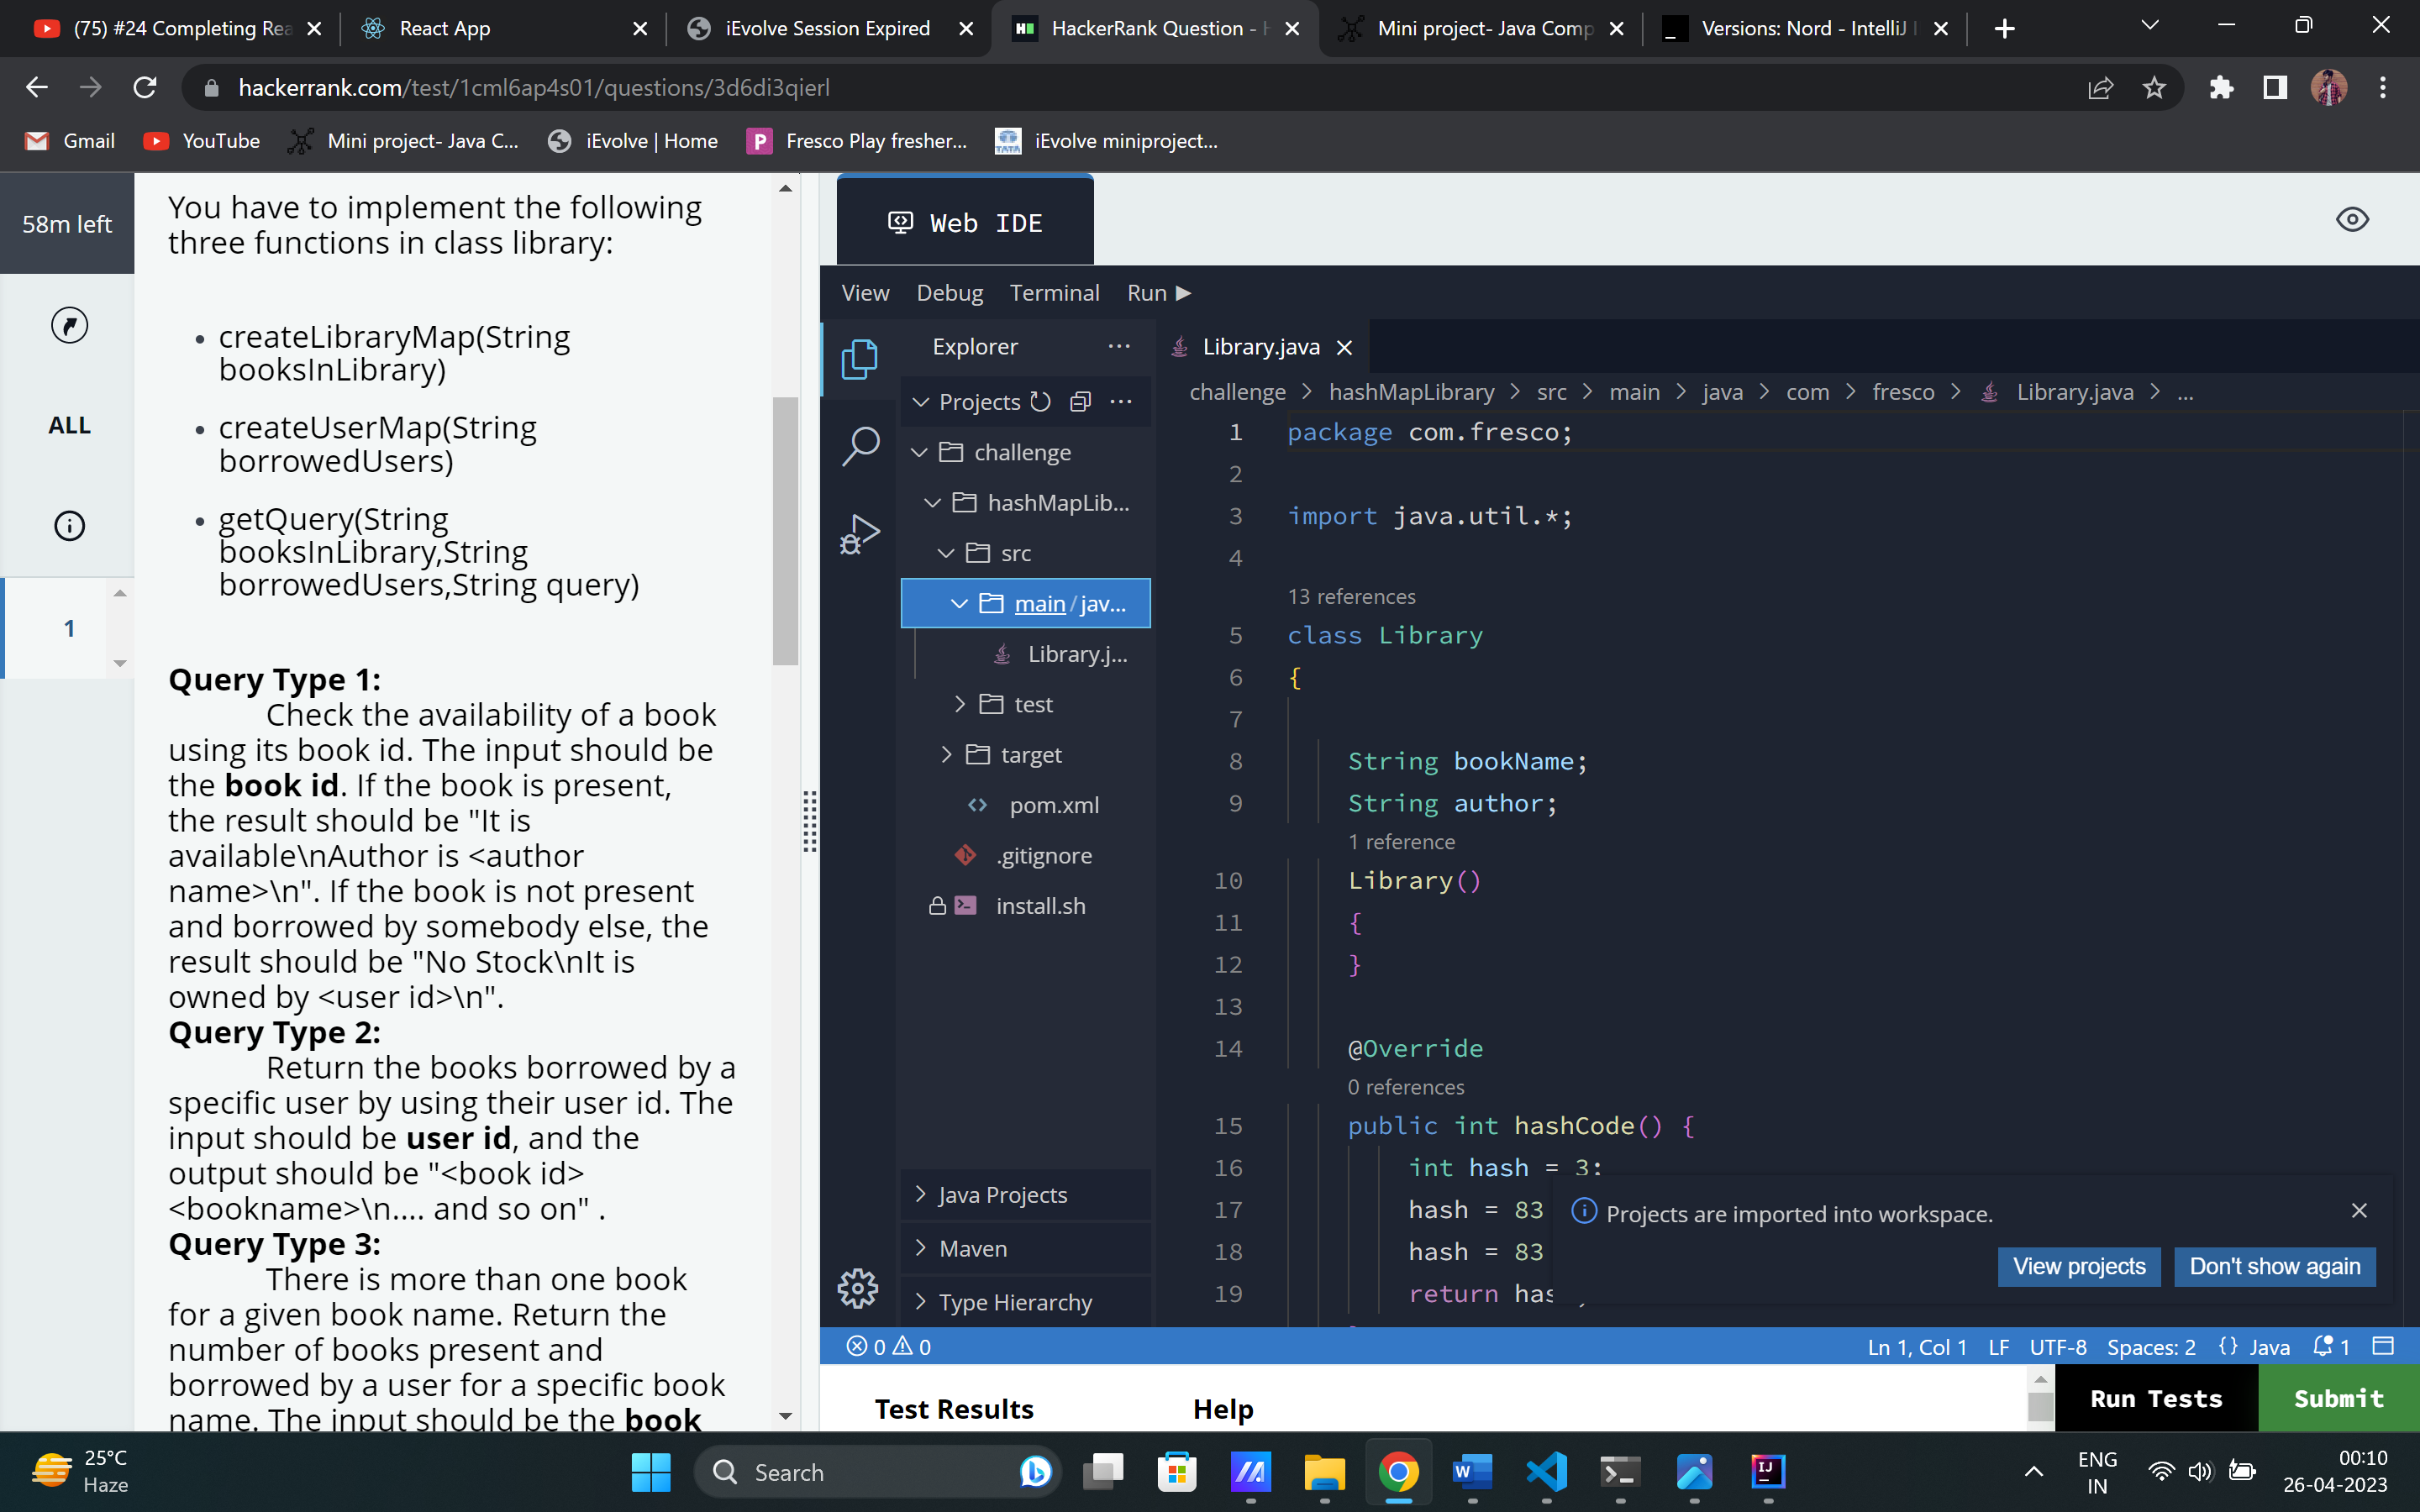 (75) #24 Completing Rea
React App
iEvolve Session Expired
HackerRank Question - H
Mini project- Java Comp
Versions: Nord - IntelliJ I
hackerrank.com/test/1cml6ap4s01/questions/3d6di3qierl
Gmail
YouTube
Mini project- Java C...
iEvolve | Home
Fresco Play fresher...
iEvolve miniproject...
58m left
ALL
1
You have to implement the following
three functions in class library:
• createLibraryMap(String
booksInLibrary)
• createUserMap(String
borrowedUsers)
• getQuery(String
booksInLibrary,String
borrowedUsers,String query)
Query Type 1:
Check the availability of a book
using its book id. The input should be
the book id. If the book is present,
the result should be "It is
available\nAuthor is <author
name>\n". If the book is not present
and borrowed by somebody else, the
result should be "No Stock\nIt is
owned by <user id>\n".
Query Type 2:
Return the books borrowed by a
specific user by using their user id. The
input should be user id, and the
output should be "<book id>
<bookname>\n.... and so on" .
Query Type 3:
There is more than one book
for a given book name. Return the
number of books present and
borrowed by a user for a specific book
name. The input should be the book
Web IDE
View Debug Terminal Run
Explorer
Projects
challenge
hashMapLib...
src
main/jav...
Library.j...
test
target
pom.xml
.gitignore
install.sh
Java Projects
Maven
Type Hierarchy
Library.java
challenge > hashMapLibrary > src > main > java > com > fresco > Library.java > ...
1 package com.fresco;
2
3 import java.util.*;
4
13 references
5 class Library
6 {
7
8 String bookName;
9 String author;
1 reference
10 Library()
11 {
12 }
13
14 @Override
0 references
15 public int hashCode() {
16 int hash = 3;
17 hash = 83
18 hash = 83
19 return has
Projects are imported into workspace.
View projects
Don't show again
0 0
Ln 1, Col 1 LF UTF-8 Spaces: 2 {} Java 1
Test Results
Help
Run Tests
Submit
25°C
Haze
Search
ENG
IN
00:10
26-04-2023